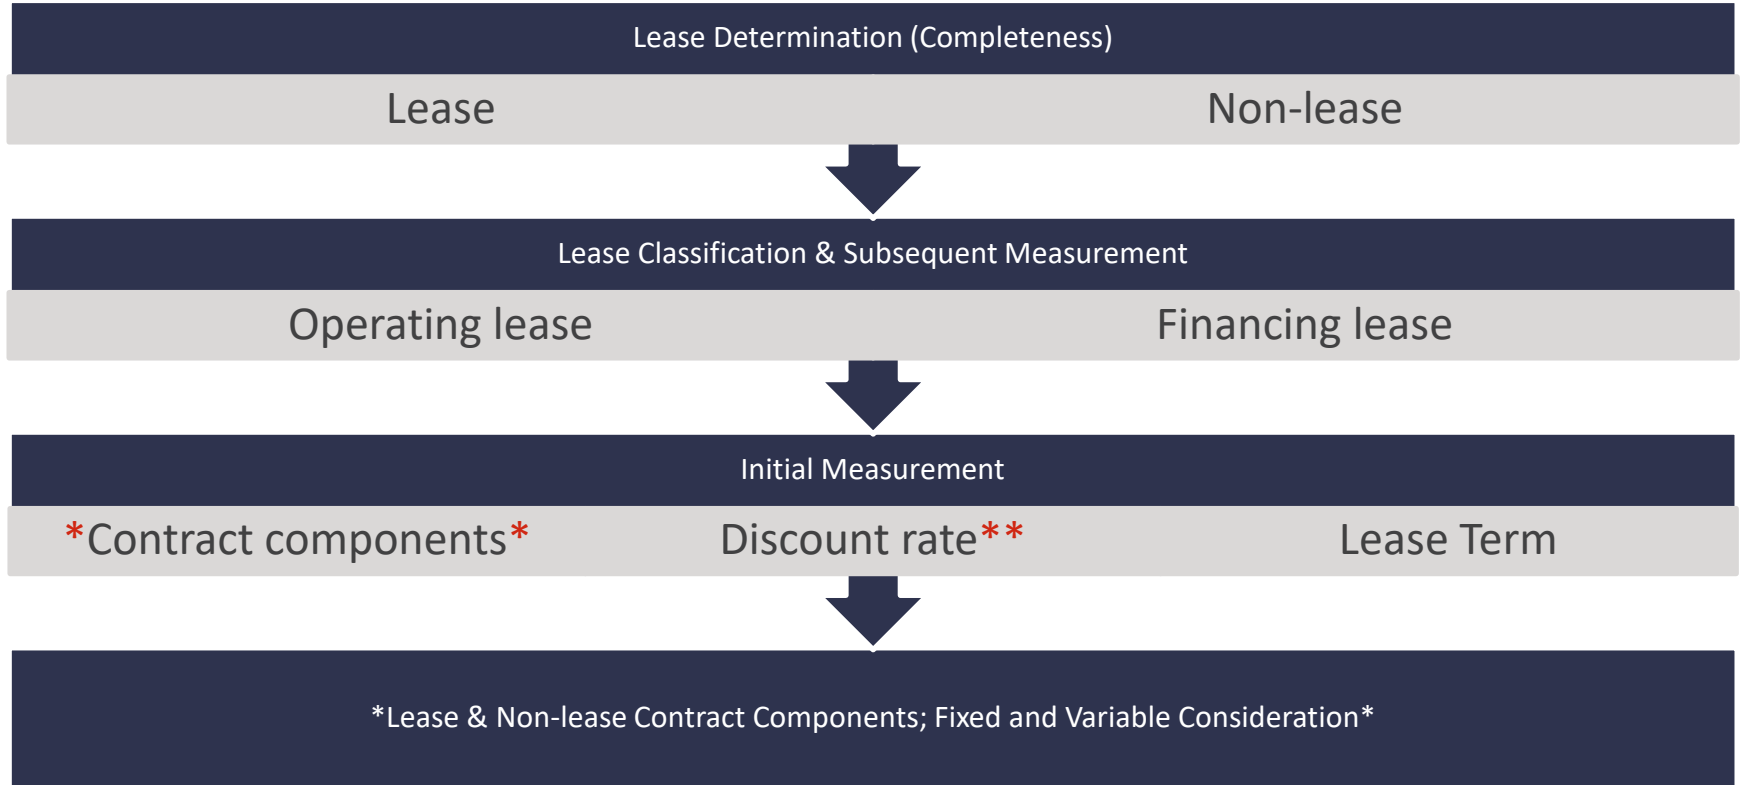 Lease Determination (Completeness)
Lease Non-lease
Lease Classification & Subsequent Measurement
Operating lease Financing lease
Initial Measurement
*Contract components* Discount rate** Lease Term
*Lease & Non-lease Contract Components; Fixed and Variable Consideration*